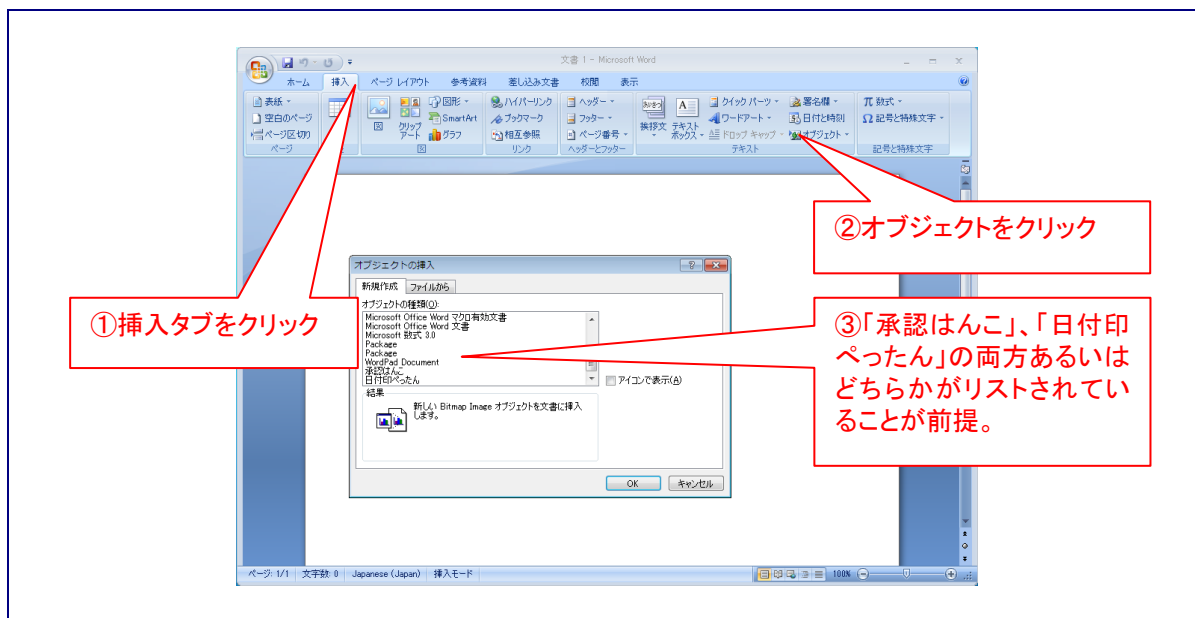 文書 1 - Microsoft Word
ホーム 挿入 ページ レイアウト 参考資料 差し込み文書 校閲 表示
表紙
空白のページ
ページ区切り
ページ
図
クリップ
アート
図形
SmartArt
グラフ
図
ハイパーリンク
ブックマーク
相互参照
リンク
ヘッダー
フッター
ページ番号
ヘッダーとフッター
挨拶文
テキスト
ボックス
クイック パーツ
ワードアート
ドロップ キャップ
署名欄
日付と時刻
オブジェクト
テキスト
数式
記号と特殊文字
記号と特殊文字
②オブジェクトをクリック
オブジェクトの挿入
新規作成 ファイルから
オブジェクトの種類(O):
Microsoft Office Word マクロ有効文書
Microsoft Office Word 文書
Microsoft 数式 3.0
Package
Package
WordPad Document
承認はんこ
日付印ぺったん
アイコンで表示(A)
結果
新しい Bitmap Image オブジェクトを文書に挿入
します。
OK キャンセル
①挿入タブをクリック
③「承認はんこ」、「日付印
ぺったん」の両方あるいは
どちらかがリストされてい
ることが前提。
ページ: 1/1 文字数: 0 Japanese (Japan) 挿入モード 100%